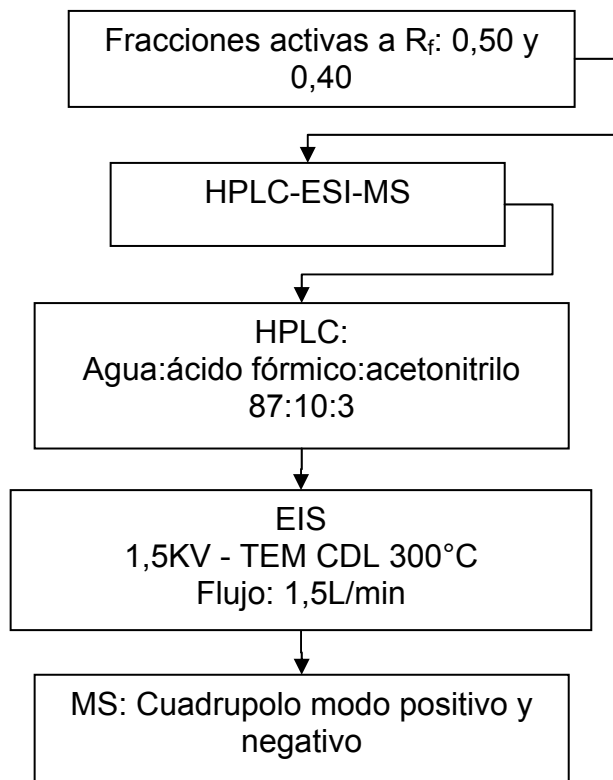 Fracciones activas a Rf: 0,50 y
0,40
HPLC-ESI-MS
HPLC:
Agua:ácido fórmico:acetonitrilo
87:10:3
EIS
1,5KV - TEM CDL 300°C
Flujo: 1,5L/min
MS: Cuadrupolo modo positivo y
negativo